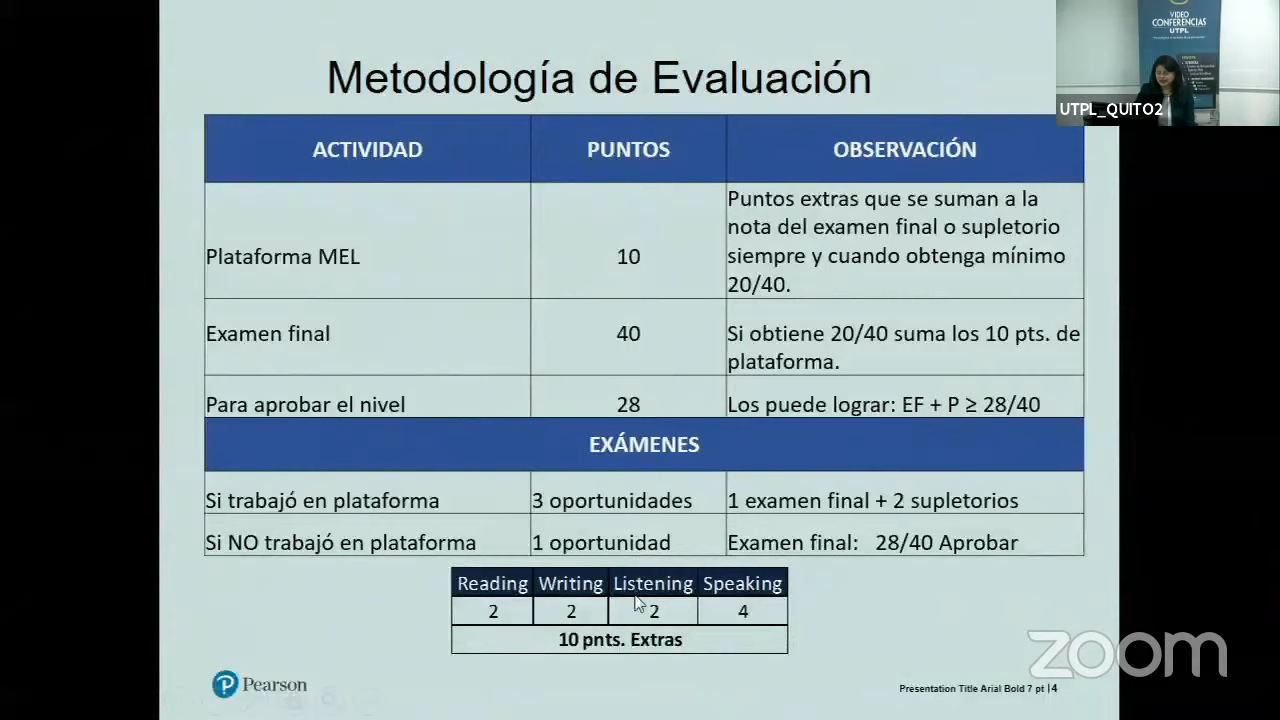 Metodología de Evaluación
VIDEO
CONFERENCIAS
UTPL
UTPL_QUITO2
ACTIVIDAD PUNTOS OBSERVACIÓN
Plataforma MEL 10 Puntos extras que se suman a la
nota del examen final o supletorio
siempre y cuando obtenga mínimo
20/40.
Examen final 40 Si obtiene 20/40 suma los 10 pts. de
plataforma.
Para aprobar el nivel 28 Los puede lograr: EF + P ≥ 28/40
EXÁMENES
Si trabajó en plataforma 3 oportunidades 1 examen final + 2 supletorios
Si NO trabajó en plataforma 1 oportunidad Examen final: 28/40 Aprobar
Reading Writing Listening Speaking
2 2 2 4
10 pnts. Extras
zoom
Pearson
Presentation Title Arial Bold 7 pt |4